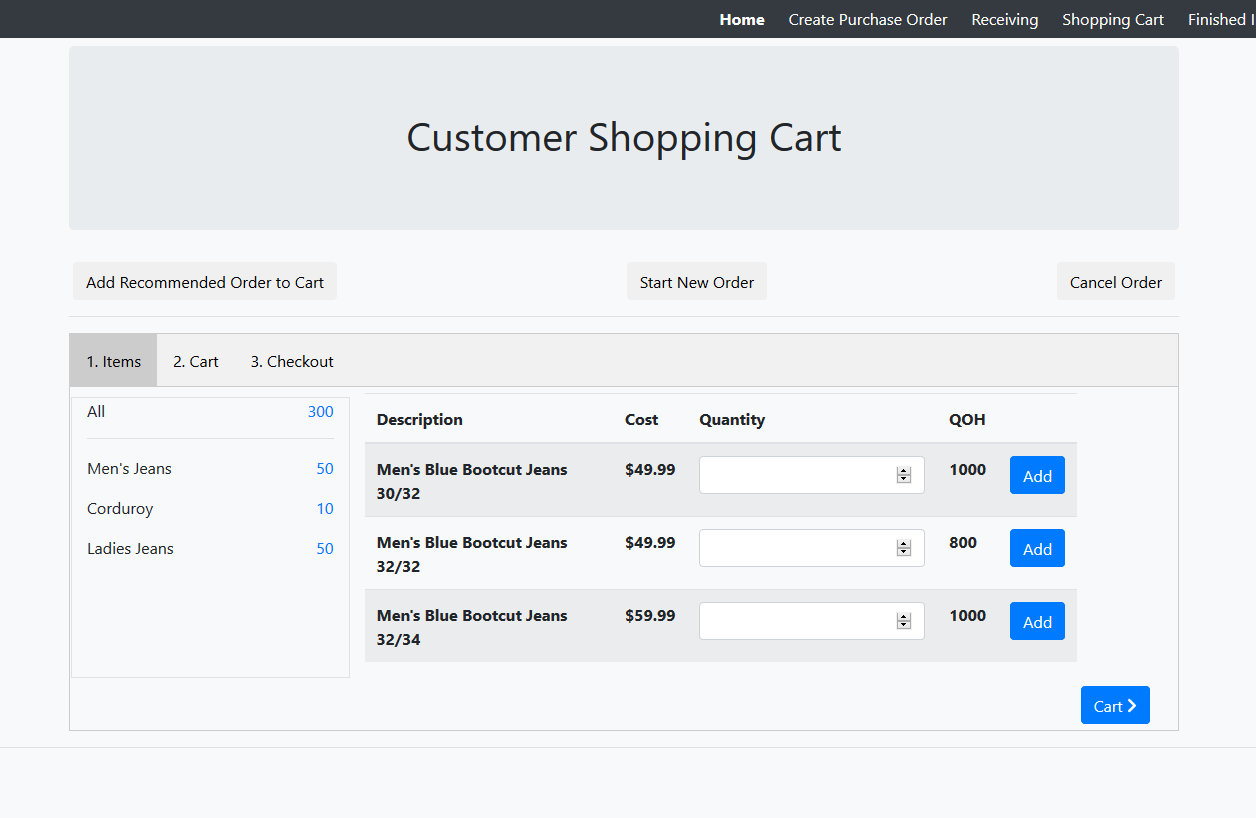 Home Create Purchase Order Receiving Shopping Cart Finished I
Customer Shopping Cart
Add Recommended Order to Cart Start New Order Cancel Order
1. Items 2. Cart 3. Checkout
All 300
Men's Jeans 50
Corduroy 10
Ladies Jeans 50
Description Cost Quantity QOH
Men's Blue Bootcut Jeans $49.99 1000 Add
30/32
Men's Blue Bootcut Jeans $49.99 800 Add
32/32
Men's Blue Bootcut Jeans $59.99 1000 Add
32/34
Cart